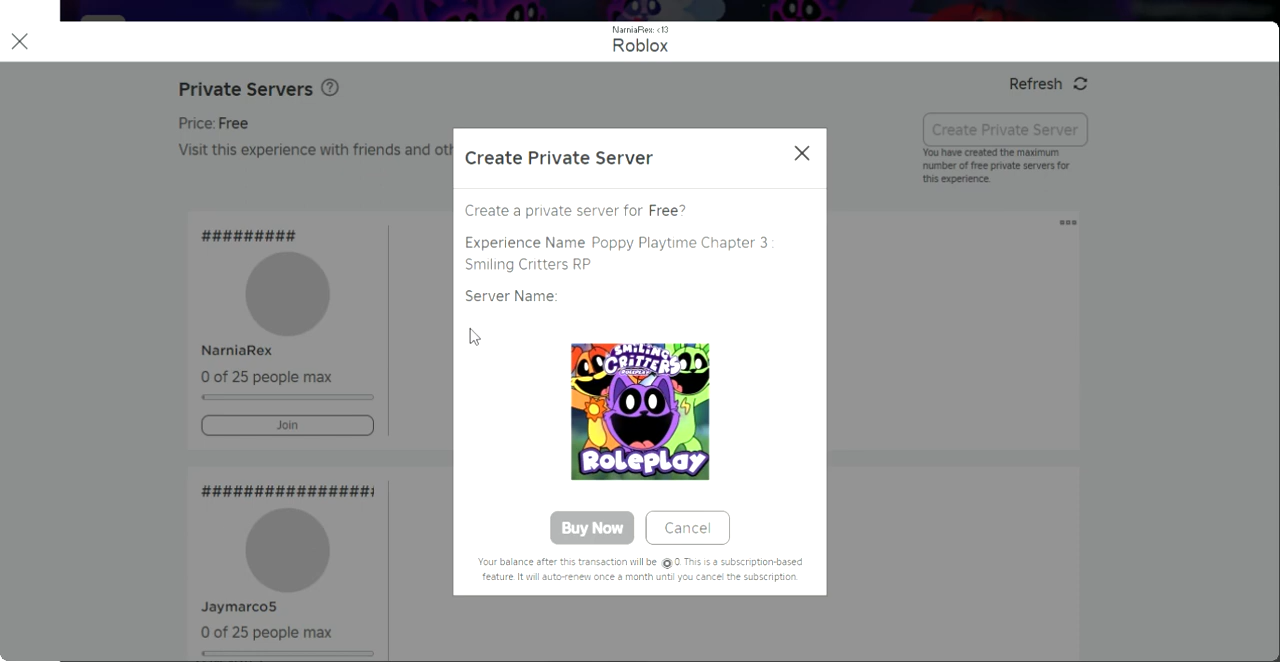 NarniaRex: <13
Roblox
Private Servers ?
Refresh
Price: Free
Create Private Server
Visit this experience with friends and oth
You have created the maximum
number of free private servers for
this experience.
#########
NarniaRex
0 of 25 people max
Join
################
Jaymarco5
0 of 25 people max
Create Private Server
Create a private server for Free?
Experience Name Poppy Playtime Chapter 3 :
Smiling Critters RP
Server Name:
SMILING
CRITTERS
ROLEPLAY
Roleplay
Buy Now
Cancel
Your balance after this transaction will be 0. This is a subscription-based
feature. It will auto-renew once a month until you cancel the subscription.